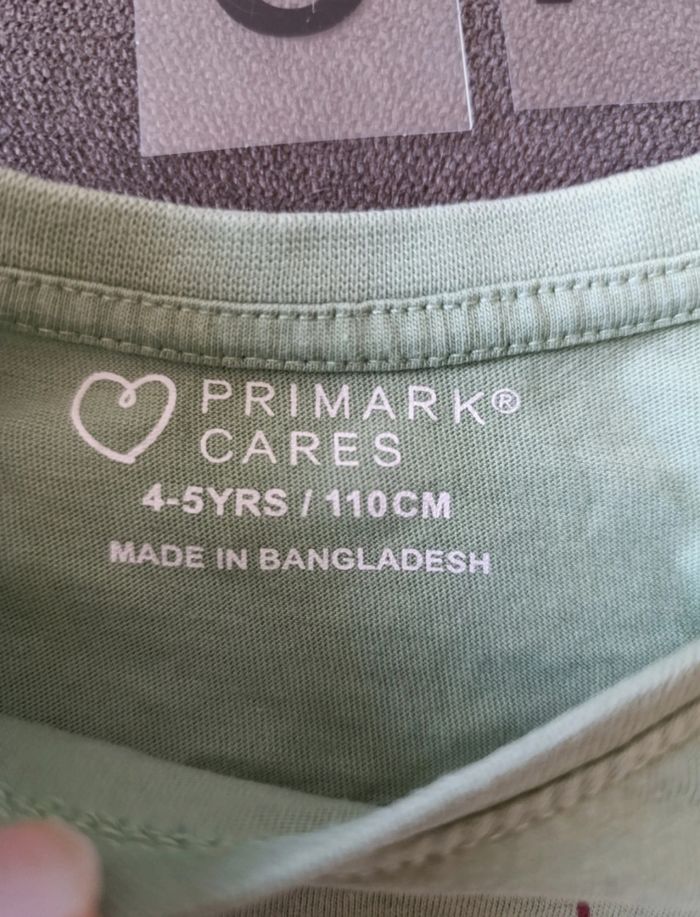 PRIMARK®
CARES
4-5YRS / 110CM
MADE IN BANGLADESH